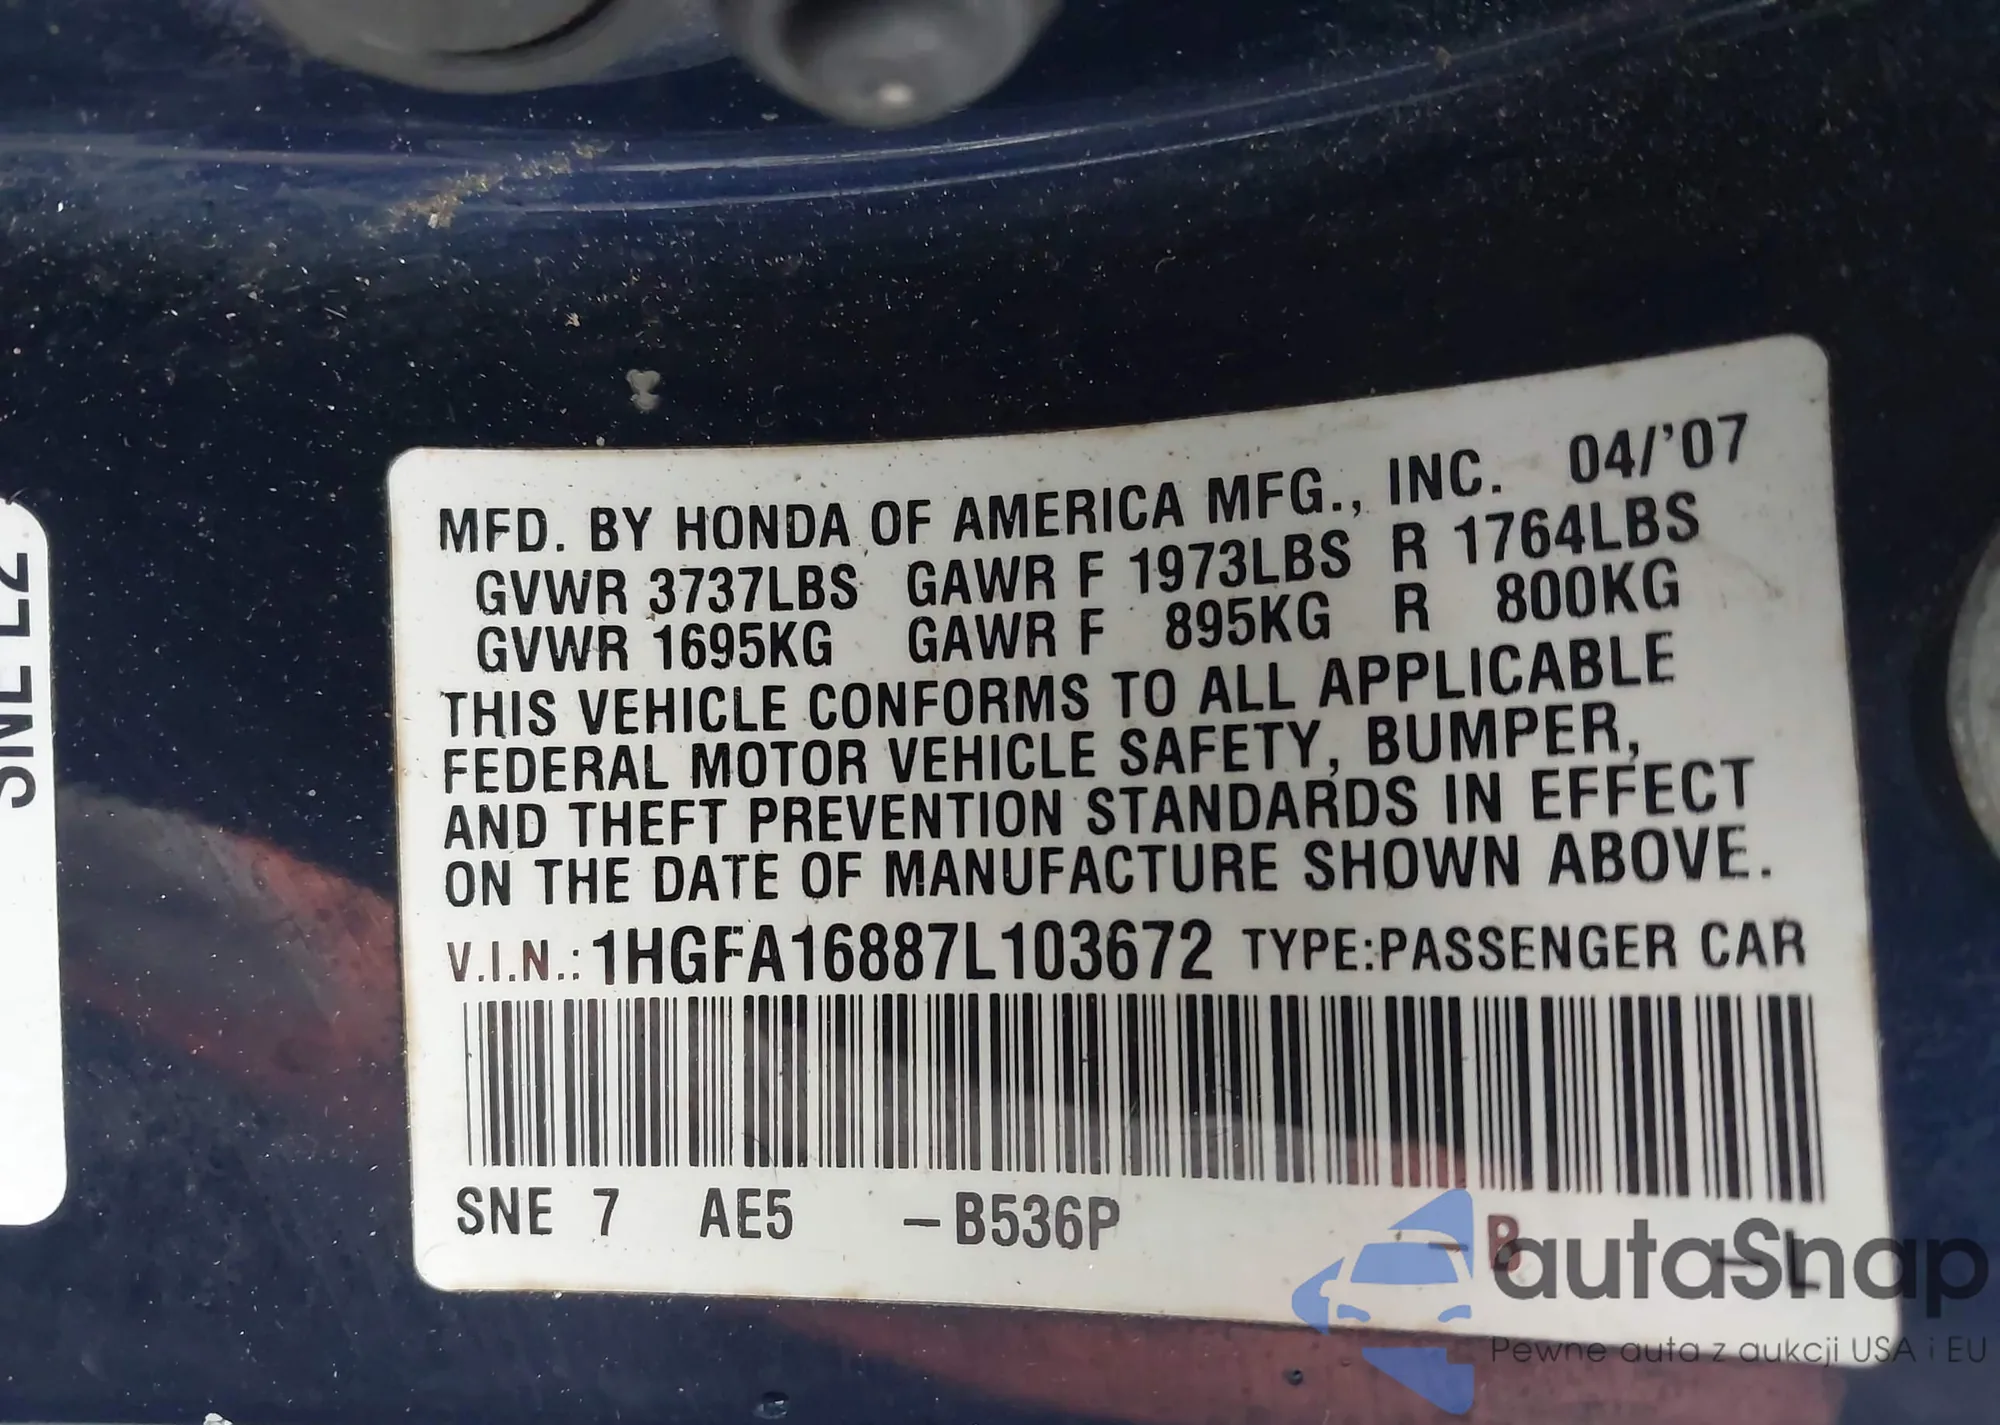 SNE L2
MFD. BY HONDA OF AMERICA MFG., INC. 04/'07
GVWR 3737LBS GAWR F 1973LBS R 1764LBS
GVWR 1695KG GAWR F 895KG R 800KG
THIS VEHICLE CONFORMS TO ALL APPLICABLE
FEDERAL MOTOR VEHICLE SAFETY, BUMPER,
AND THEFT PREVENTION STANDARDS IN EFFECT
ON THE DATE OF MANUFACTURE SHOWN ABOVE.
V.I.N.: 1HGFA16887L103672 TYPE:PASSENGER CAR
SNE 7 AE5 –B536P –B –L
autaSnap
Pewne auta z aukcji USA i EU